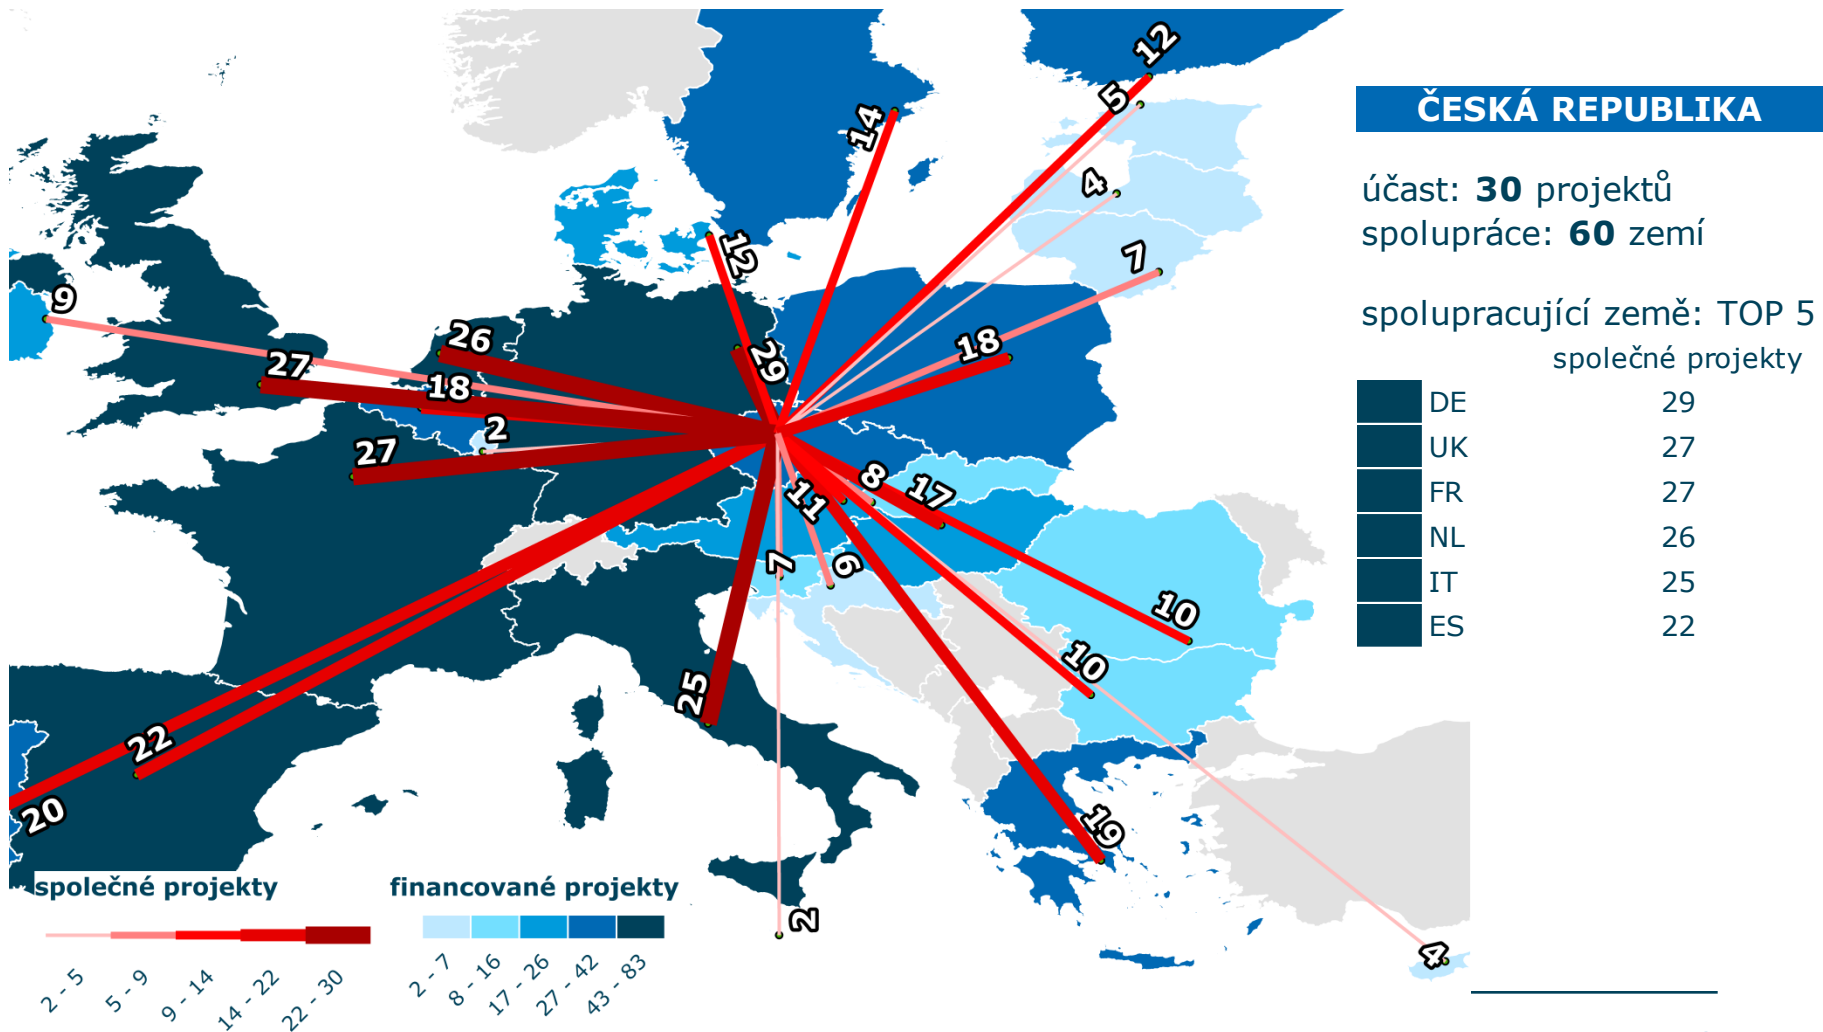 12
5
14
4
ČESKÁ REPUBLIKA
účast: 30 projektů
spolupráce: 60 zemí
12
7
9
26
29
18
27
18
2
27
spolupracující země: TOP 5
společné projekty
DE 29
UK 27
FR 27
NL 26
IT 25
ES 22
8
17
11
7
6
10
10
25
22
20
19
2
4
společné projekty
2 - 5
5 - 9
9 - 14
14 - 22
22 - 30
financované projekty
2 - 7
8 - 16
17 - 26
27 - 42
43 - 83